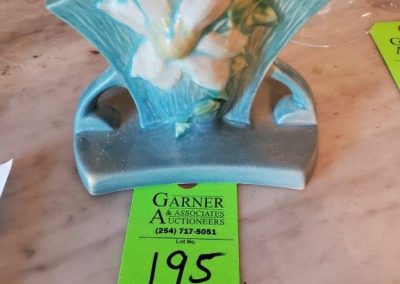 GARNER
& ASSOCIATES
AUCTIONEERS
(254) 717-5051
Lot No.
195